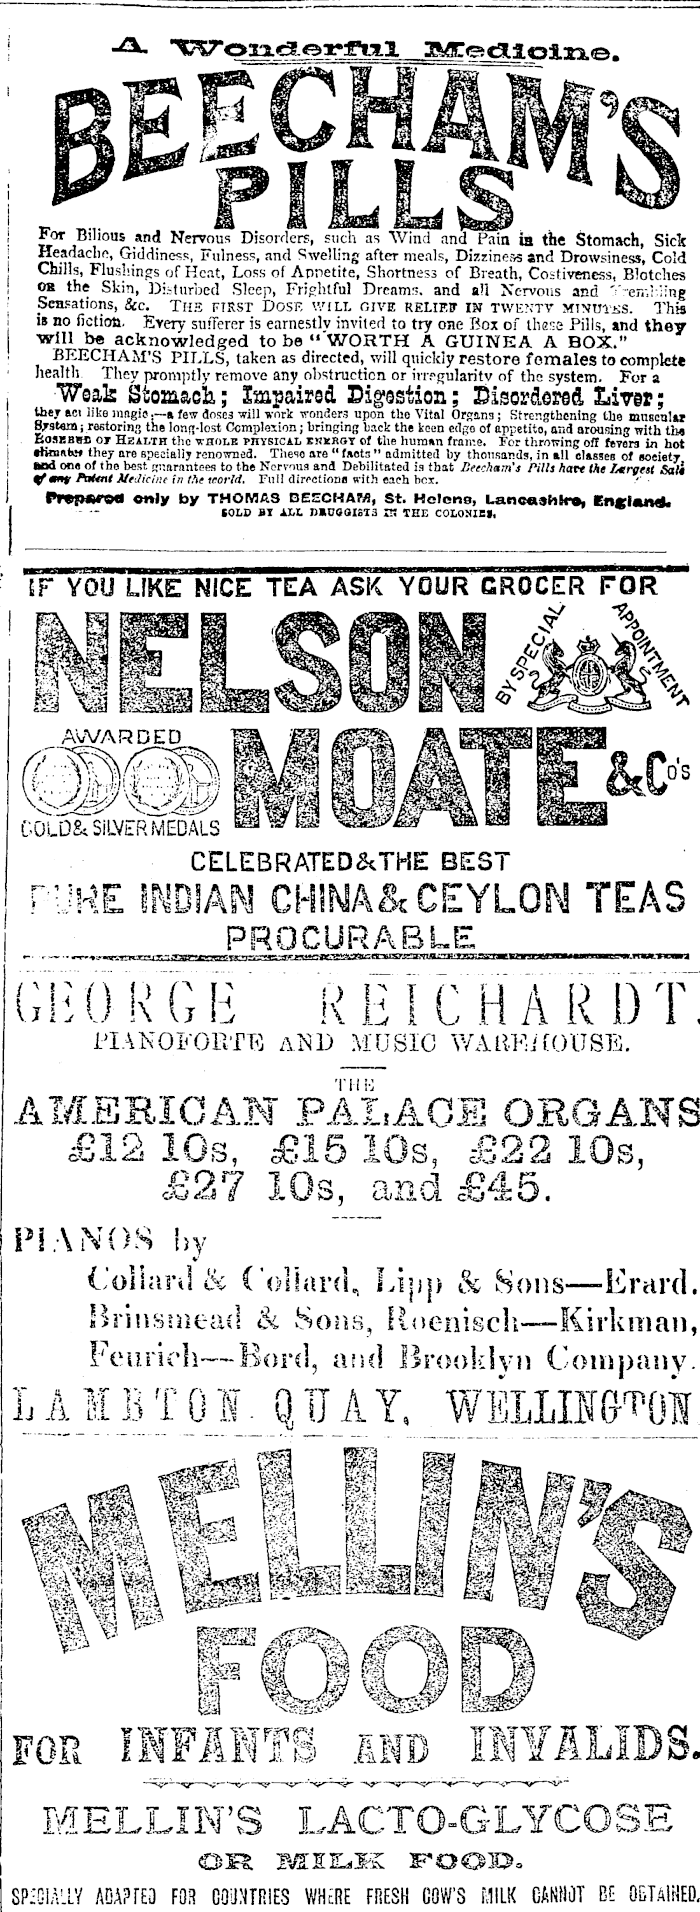 A Wonderful Medicine.
BEECHAM'S
PILLS
For Bilious and Nervous Disorders, such as Wind and Pain in the Stomach, Sick
Headache, Giddiness, Fulness, and Swelling after meals, Dizziness and Drowsiness, Cold
Chills, Flushings of Heat, Loss of Appetite, Shortness of Breath, Costiveness, Blotches
on the Skin, Disturbed Sleep, Frightful Dreams, and all Nervous and Trembling
Sensations, &c. THE FIRST DOSE WILL GIVE RELIEF IN TWENTY MINUTES. This
is no fiction. Every sufferer is earnestly invited to try one Box of these Pills, and they
will be acknowledged to be "WORTH A GUINEA A BOX."
BEECHAM'S PILLS, taken as directed, will quickly restore females to complete
health. They promptly remove any obstruction or irregularity of the system. For a
Weak Stomach; Impaired Digestion; Disordered Liver;
they act like magic,—a few doses will work wonders upon the Vital Organs; Strengthening the muscular
System; restoring the long-lost Complexion; bringing back the keen edge of appetite, and arousing with the
ROSEBUD OF HEALTH the WHOLE PHYSICAL ENERGY of the human frame. For throwing off fevers in hot
climates they are specially renowned. These are "facts" admitted by thousands, in all classes of society,
and one of the best guarantees to the Nervous and Debilitated is that Beecham's Pills have the Largest Sale
of any Patent Medicine in the world. Full directions with each box.
Prepared only by THOMAS BEECHAM, St. Helens, Lancashire, England.
SOLD BY ALL DRUGGISTS IN THE COLONIES.
IF YOU LIKE NICE TEA ASK YOUR GROCER FOR
NELSON
BY SPECIAL APPOINTMENT
AWARDED
GOLD & SILVER MEDALS
MOATE & Co's
CELEBRATED & THE BEST
PURE INDIAN CHINA & CEYLON TEAS
PROCURABLE
GEORGE REICHARDT.
PIANOFORTE AND MUSIC WAREHOUSE.
THE
AMERICAN PALACE ORGANS
£12 10s, £15 10s, £22 10s,
£27 10s, and £45.
PIANOS by
Collard & Collard, Lipp & Sons—Erard.
Brinsmead & Sons, Roenisch—Kirkman,
Feurich—Bord, and Brooklyn Company.
LAMBTON QUAY, WELLINGTON
MELLIN'S
FOOD
FOR INFANTS AND INVALIDS.
MELLIN'S LACTO-GLYCOSE
OR MILK FOOD.
SPECIALLY ADAPTED FOR COUNTRIES WHERE FRESH COW'S MILK CANNOT BE OBTAINED.